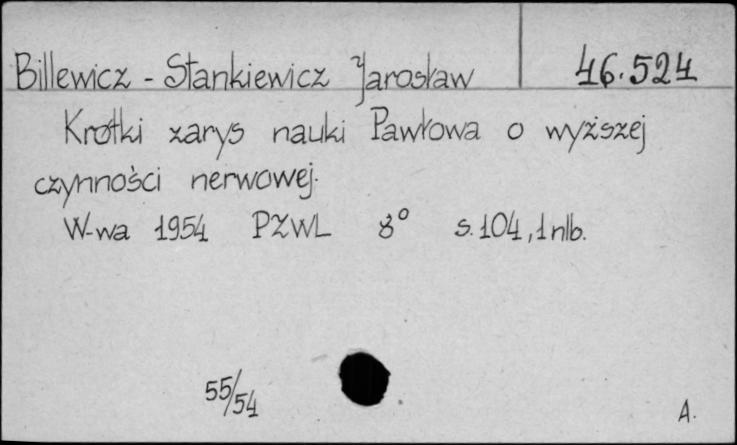 Billewicz - Stankiewicz Jarosław 46.524
Krótki zarys nauki Pawłowa o wyższej
czynności nerwowej.
W-wa 1954 PZWL 8° s. 104, 1 nlb.
55/54
A.